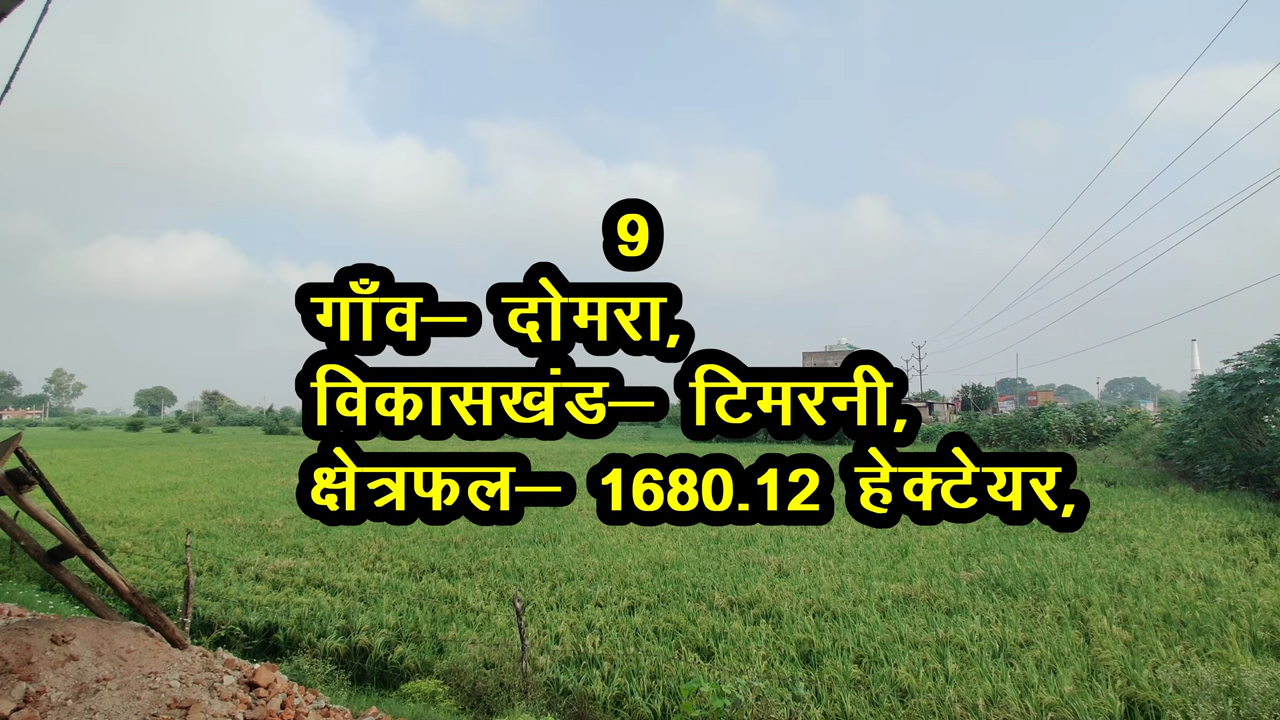 9
गाँव– दोमरा,
विकासखंड– टिमरनी,
क्षेत्रफल– 1680.12 हेक्टेयर,